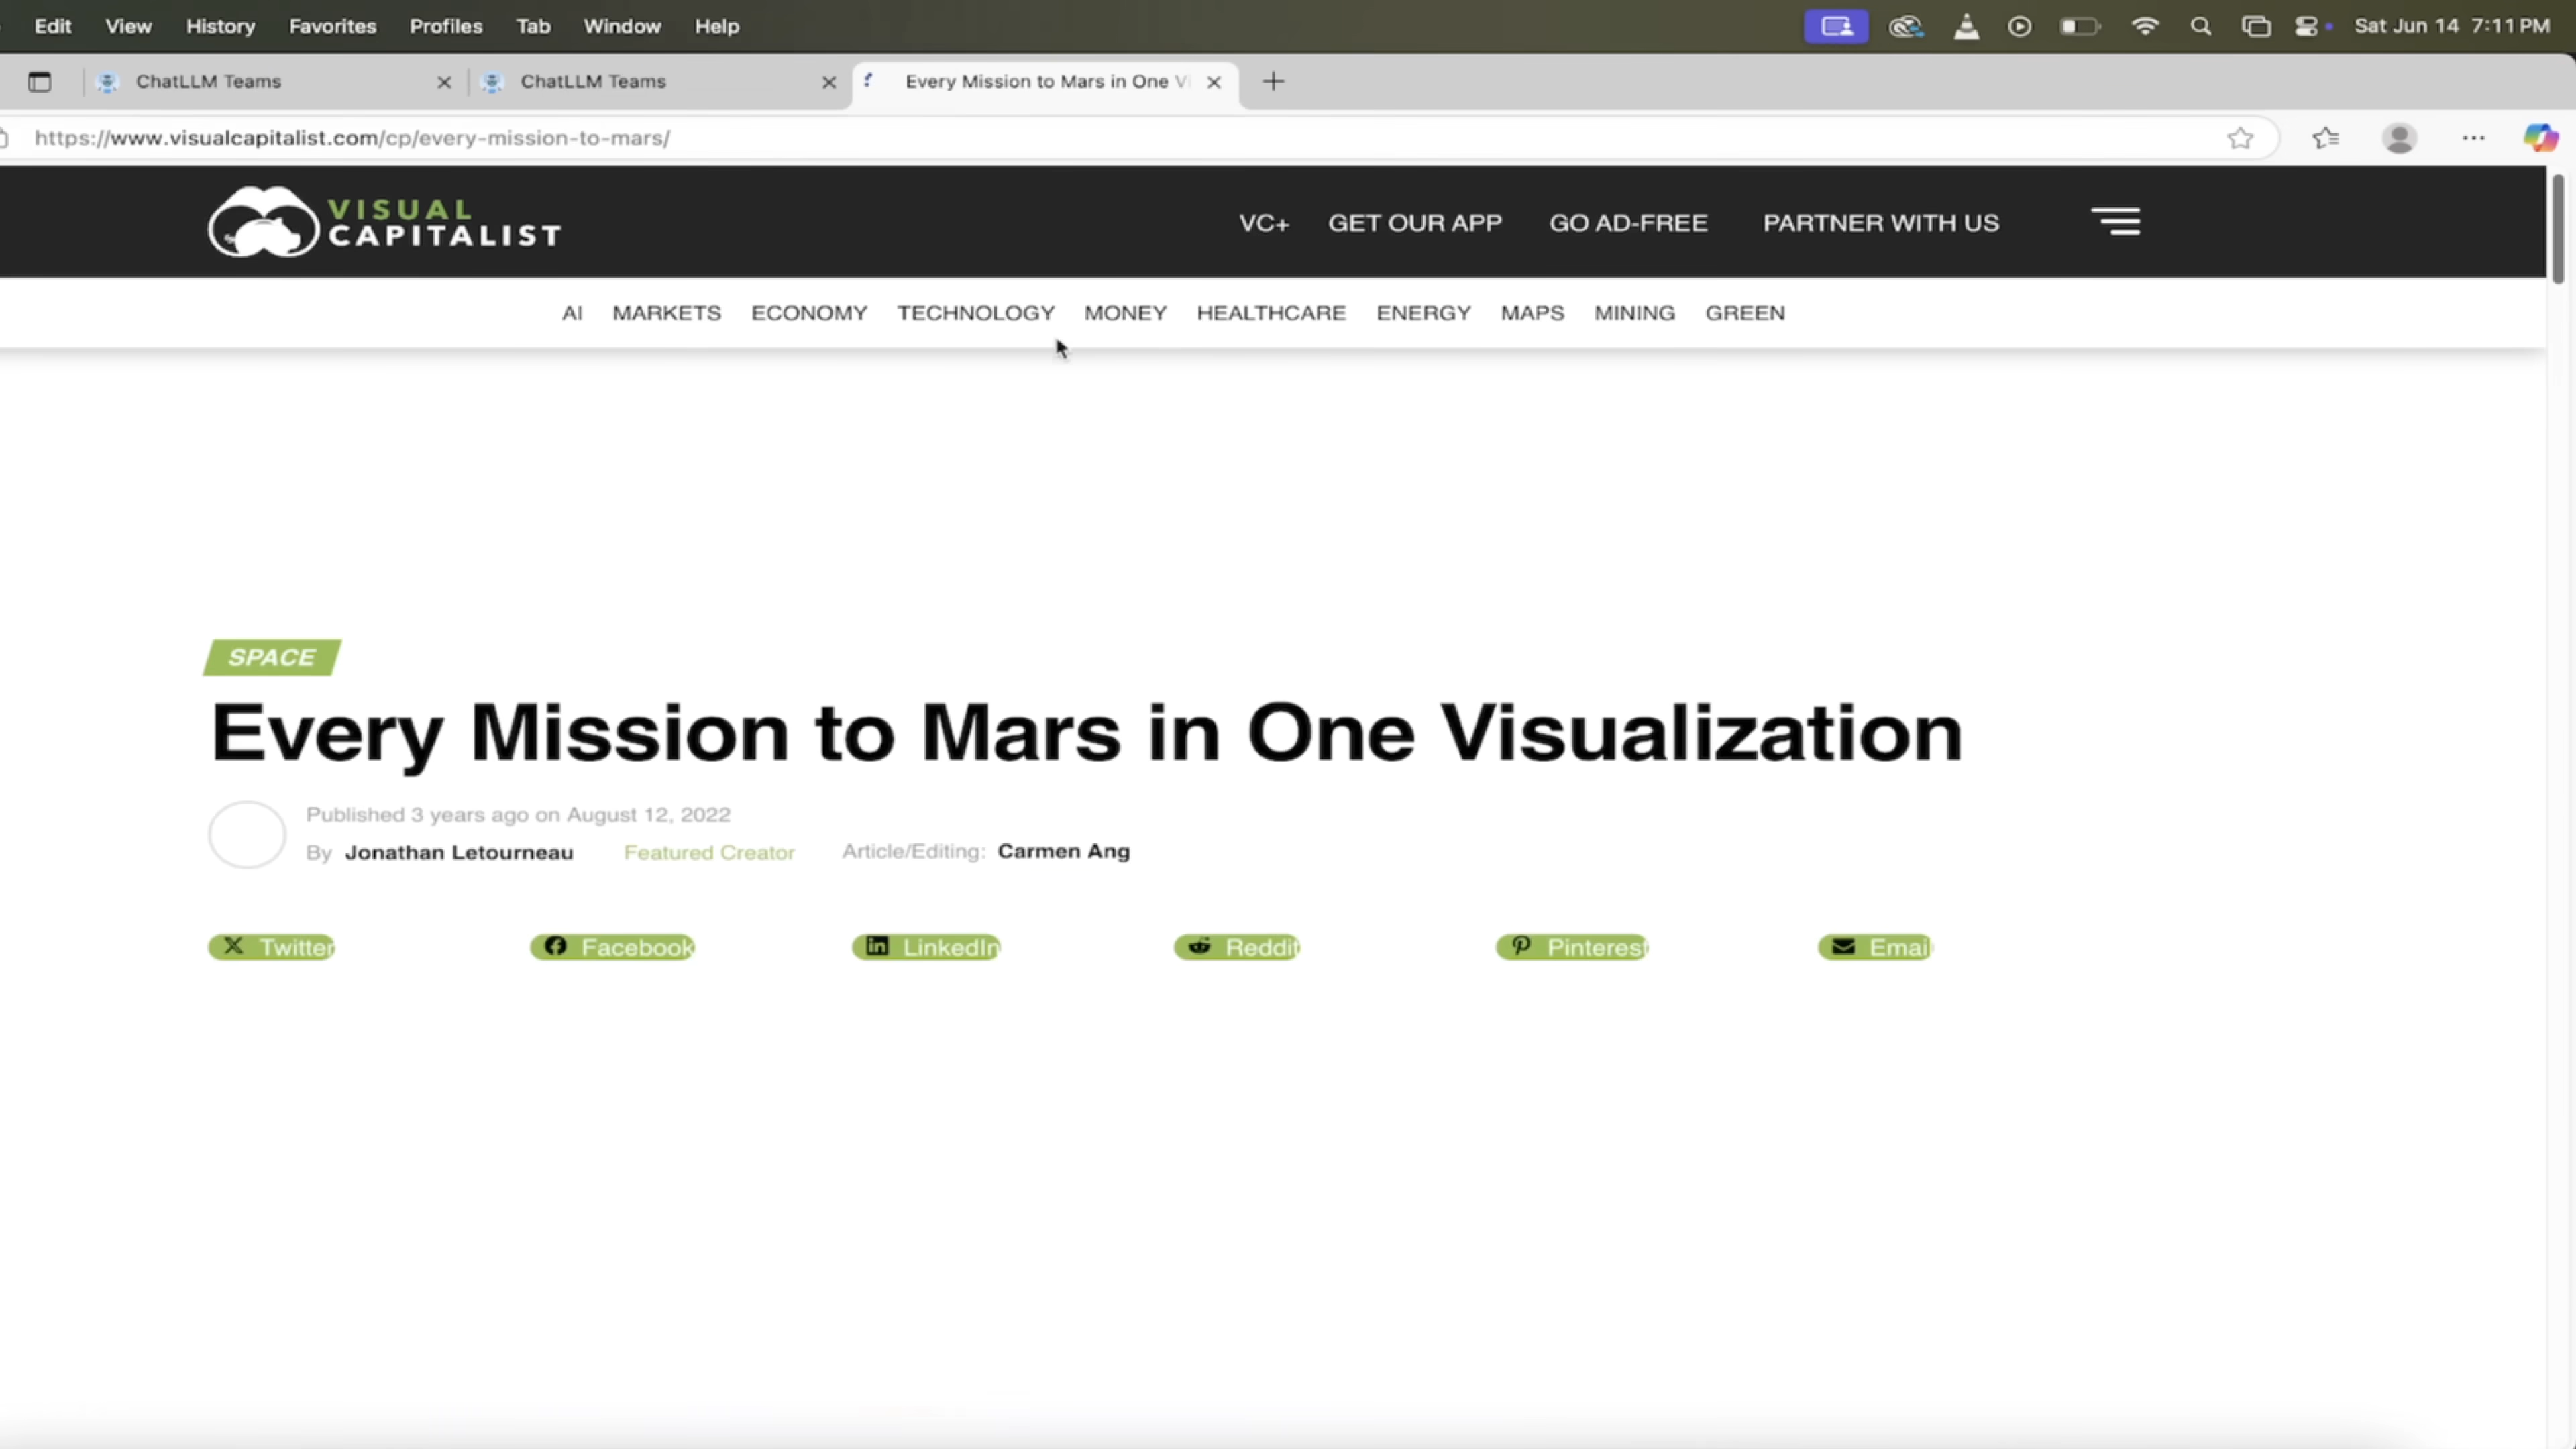 Edit View History Favorites Profiles Tab Window Help Sat Jun 14 7:11 PM
ChatLLM Teams ChatLLM Teams Every Mission to Mars in One Vi
https://www.visualcapitalist.com/cp/every-mission-to-mars/
VISUAL
CAPITALIST
VC+ GET OUR APP GO AD-FREE PARTNER WITH US
AI MARKETS ECONOMY TECHNOLOGY MONEY HEALTHCARE ENERGY MAPS MINING GREEN
SPACE
Every Mission to Mars in One Visualization
Published 3 years ago on August 12, 2022
By Jonathan Letourneau Featured Creator Article/Editing: Carmen Ang
Twitter Facebook LinkedIn Reddit Pinterest Email